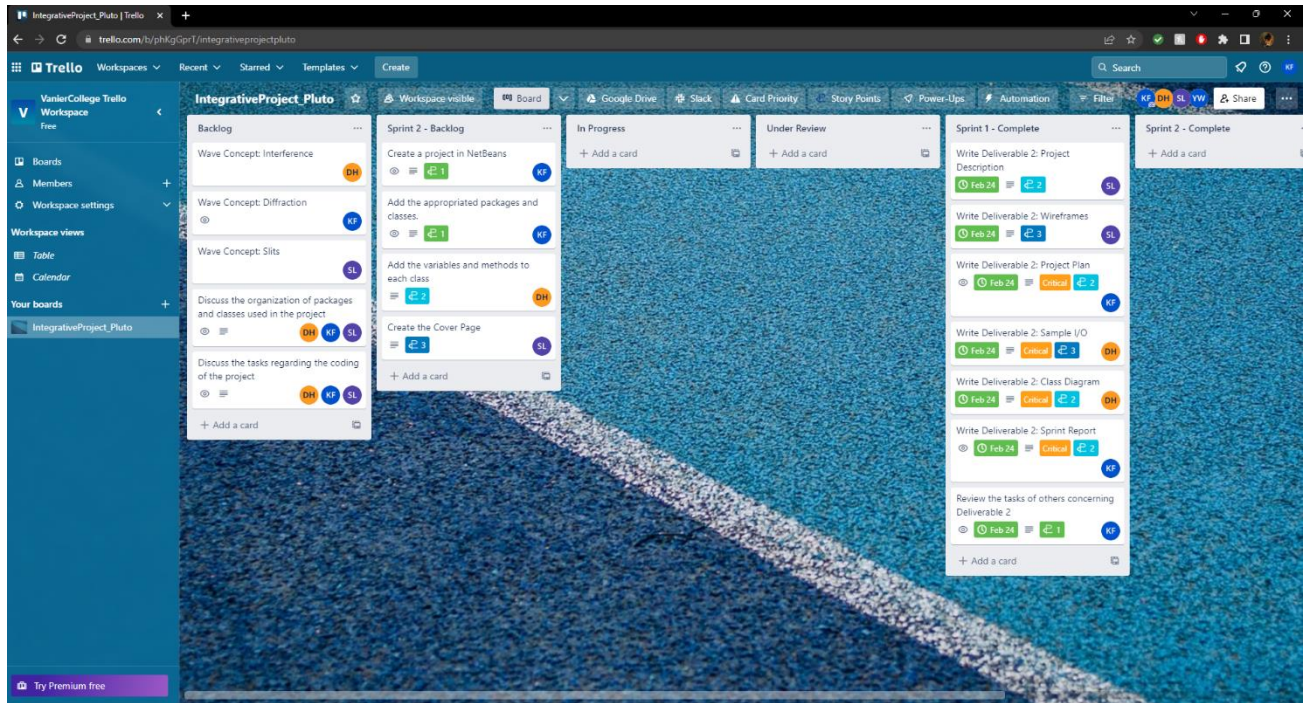 IntegrativeProject_Pluto | Trello
trello.com/b/phKgGprT/integrativeprojectpluto
Trello Workspaces Recent Starred Templates Create Search KF
V VanierCollege Trello
Workspace
Free
Boards
Members
Workspace settings
Workspace views
Table
Calendar
Your boards
IntegrativeProject_Pluto
Try Premium free
IntegrativeProject_Pluto Workspace visible Board Google Drive Slack Card Priority Story Points Power-Ups Automation Filter KF DH SL YW Share
Backlog
Wave Concept: Interference
DH
Wave Concept: Diffraction
KF
Wave Concept: Slits
SL
Discuss the organization of packages
and classes used in the project
DH KF SL
Discuss the tasks regarding the coding
of the project
DH KF SL
+ Add a card
Sprint 2 - Backlog
Create a project in NetBeans
1 KF
Add the appropriated packages and
classes.
1 KF
Add the variables and methods to
each class
2 DH
Create the Cover Page
3 SL
+ Add a card
In Progress
+ Add a card
Under Review
+ Add a card
Sprint 1 - Complete
Write Deliverable 2: Project
Description
Feb 24 2 SL
Write Deliverable 2: Wireframes
Feb 24 3 SL
Write Deliverable 2: Project Plan
Feb 24 Critical 2
KF
Write Deliverable 2: Sample I/O
Feb 24 Critical 3 DH
Write Deliverable 2: Class Diagram
Feb 24 Critical 2 DH
Write Deliverable 2: Sprint Report
Feb 24 Critical 2
KF
Review the tasks of others concerning
Deliverable 2
Feb 24 1 KF
+ Add a card
Sprint 2 - Complete
+ Add a card